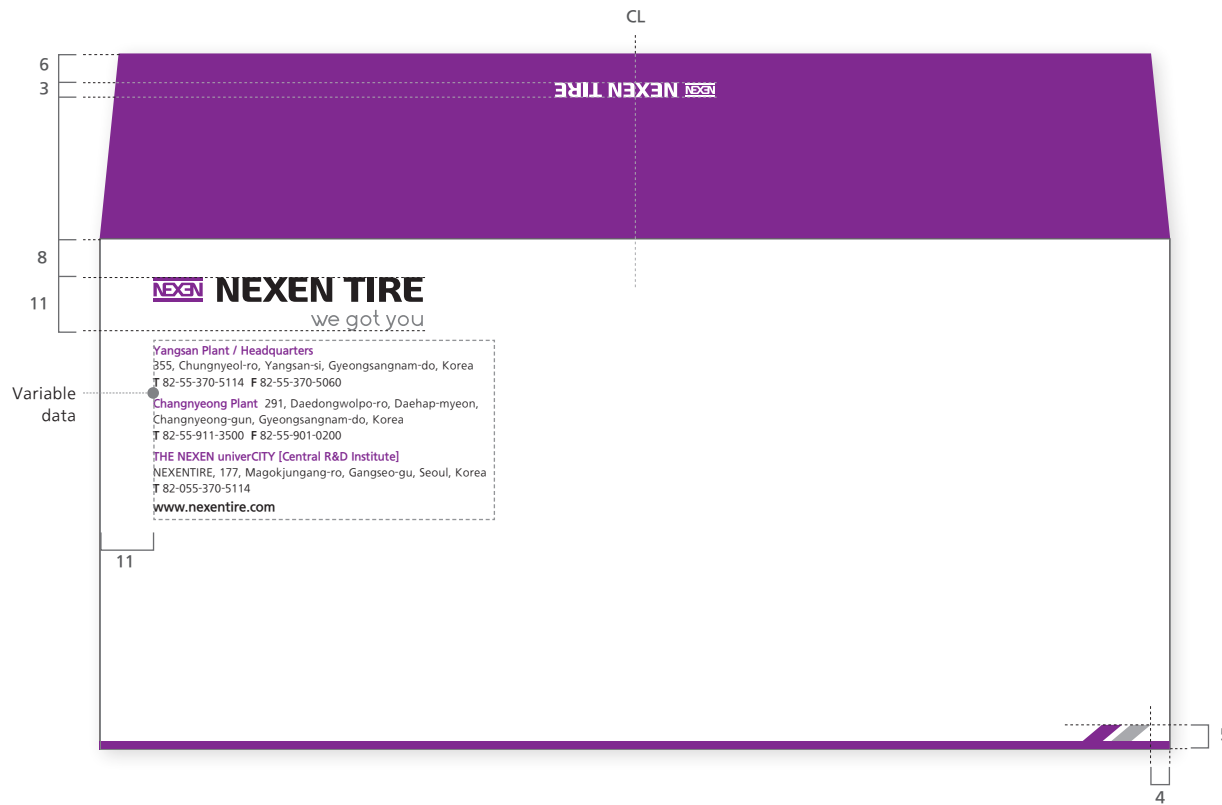 CL
6
3
NEXEN TIRE NEXEN
8
11
NEXEN NEXEN TIRE
we got you
Yangsan Plant / Headquarters
355, Chungnyeol-ro, Yangsan-si, Gyeongsangnam-do, Korea
T 82-55-370-5114 F 82-55-370-5060
Variable
data
Changnyeong Plant 291, Daedongwolpo-ro, Daehap-myeon,
Changnyeong-gun, Gyeongsangnam-do, Korea
T 82-55-911-3500 F 82-55-901-0200
THE NEXEN univerCITY [Central R&D Institute]
NEXENTIRE, 177, Magokjungang-ro, Gangseo-gu, Seoul, Korea
T 82-055-370-5114
www.nexentire.com
11
4